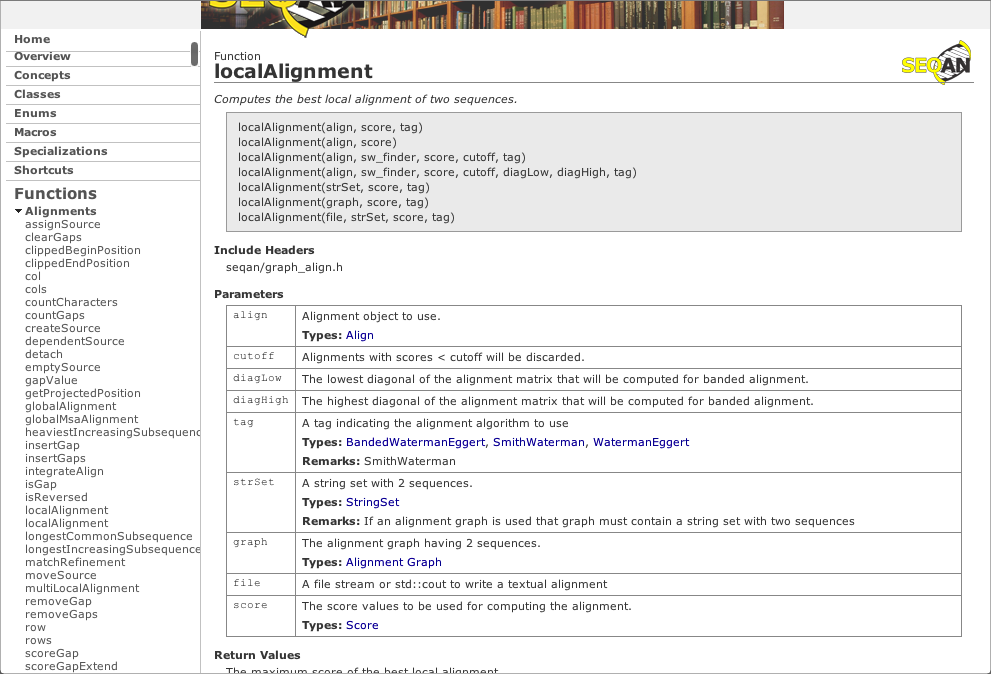 SEQAN
Home
Overview
Concepts
Classes
Enums
Macros
Specializations
Shortcuts
Functions
Alignments
assignSource
clearGaps
clippedBeginPosition
clippedEndPosition
col
cols
countCharacters
countGaps
createSource
dependentSource
detach
emptySource
gapValue
getProjectedPosition
globalAlignment
globalMsaAlignment
heaviestIncreasingSubsequenc
insertGap
insertGaps
integrateAlign
isGap
isReversed
localAlignment
localAlignment
longestCommonSubsequence
longestIncreasingSubsequence
matchRefinement
moveSource
multiLocalAlignment
removeGap
removeGaps
row
rows
scoreGap
scoreGapExtend
Function
localAlignment
SEQAN
Computes the best local alignment of two sequences.
localAlignment(align, score, tag)
localAlignment(align, score)
localAlignment(align, sw_finder, score, cutoff, tag)
localAlignment(align, sw_finder, score, cutoff, diagLow, diagHigh, tag)
localAlignment(strSet, score, tag)
localAlignment(graph, score, tag)
localAlignment(file, strSet, score, tag)
Include Headers
seqan/graph_align.h
Parameters
align Alignment object to use.
Types: Align
cutoff Alignments with scores < cutoff will be discarded.
diagLow The lowest diagonal of the alignment matrix that will be computed for banded alignment.
diagHigh The highest diagonal of the alignment matrix that will be computed for banded alignment.
tag A tag indicating the alignment algorithm to use
Types: BandedWatermanEggert, SmithWaterman, WatermanEggert
Remarks: SmithWaterman
strSet A string set with 2 sequences.
Types: StringSet
Remarks: If an alignment graph is used that graph must contain a string set with two sequences
graph The alignment graph having 2 sequences.
Types: Alignment Graph
file A file stream or std::cout to write a textual alignment
score The score values to be used for computing the alignment.
Types: Score
Return Values
The maximum score of the best local alignment